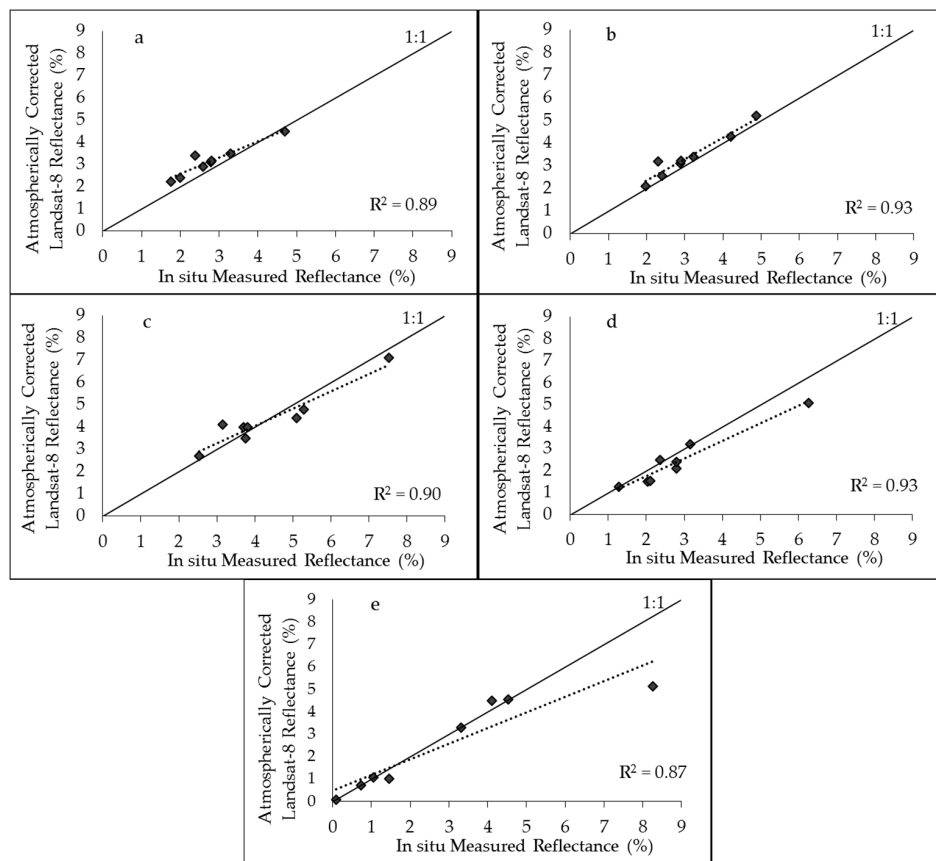 a
1:1
Atmospherically Corrected
Landsat-8 Reflectance (%)
9
8
7
6
5
4
3
2
1
0
R² = 0.89
0 1 2 3 4 5 6 7 8 9
In situ Measured Reflectance (%)
b
1:1
Atmospherically Corrected
Landsat-8 Reflectance (%)
9
8
7
6
5
4
3
2
1
0
R² = 0.93
0 1 2 3 4 5 6 7 8 9
In situ Measured Reflectance (%)
c
1:1
Atmospherically Corrected
Landsat-8 Reflectance (%)
9
8
7
6
5
4
3
2
1
0
R² = 0.90
0 1 2 3 4 5 6 7 8 9
In situ Measured Reflectance (%)
d
1:1
Atmospherically Corrected
Landsat-8 Reflectance (%)
9
8
7
6
5
4
3
2
1
0
R² = 0.93
0 1 2 3 4 5 6 7 8 9
In situ Measured Reflectance (%)
e
1:1
Atmospherically Corrected
Landsat-8 Reflectance (%)
9
8
7
6
5
4
3
2
1
0
R² = 0.87
0 1 2 3 4 5 6 7 8 9
In situ Measured Reflectance (%)